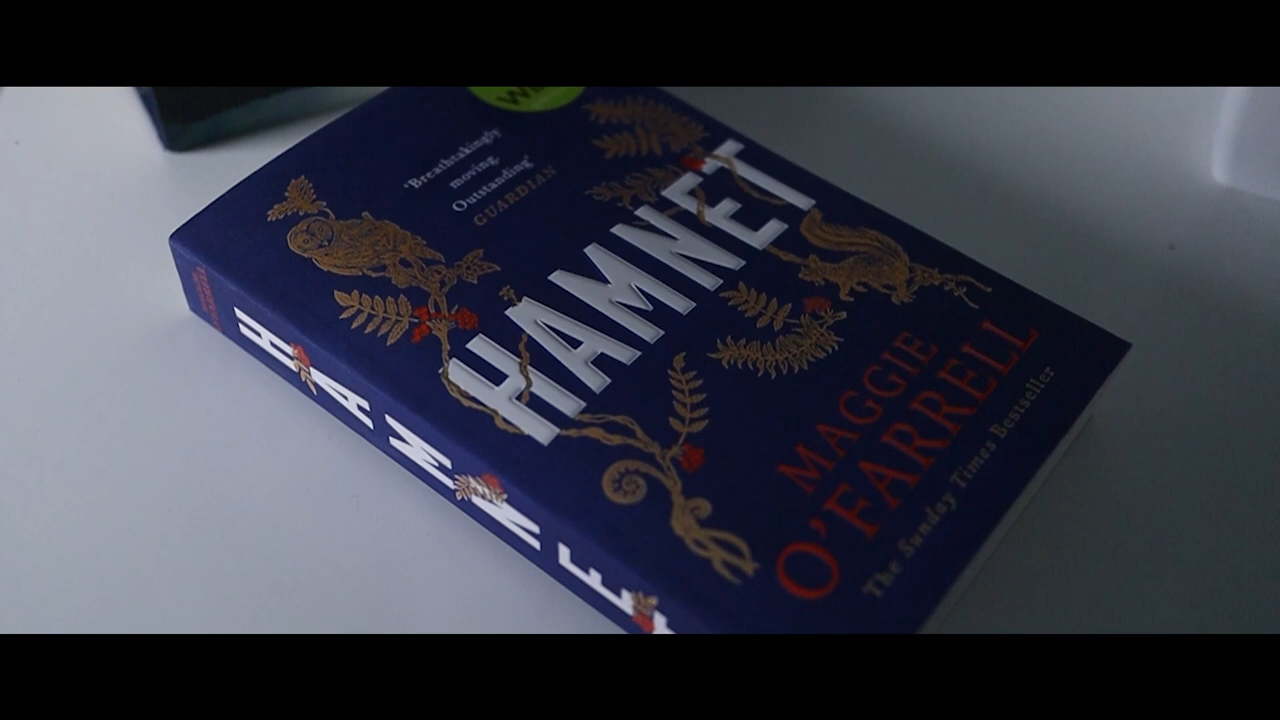 'Breathtakingly
moving.
Outstanding'
GUARDIAN
HAMNET
MAGGIE
O'FARRELL
The Sunday Times Bestseller
HAMNE